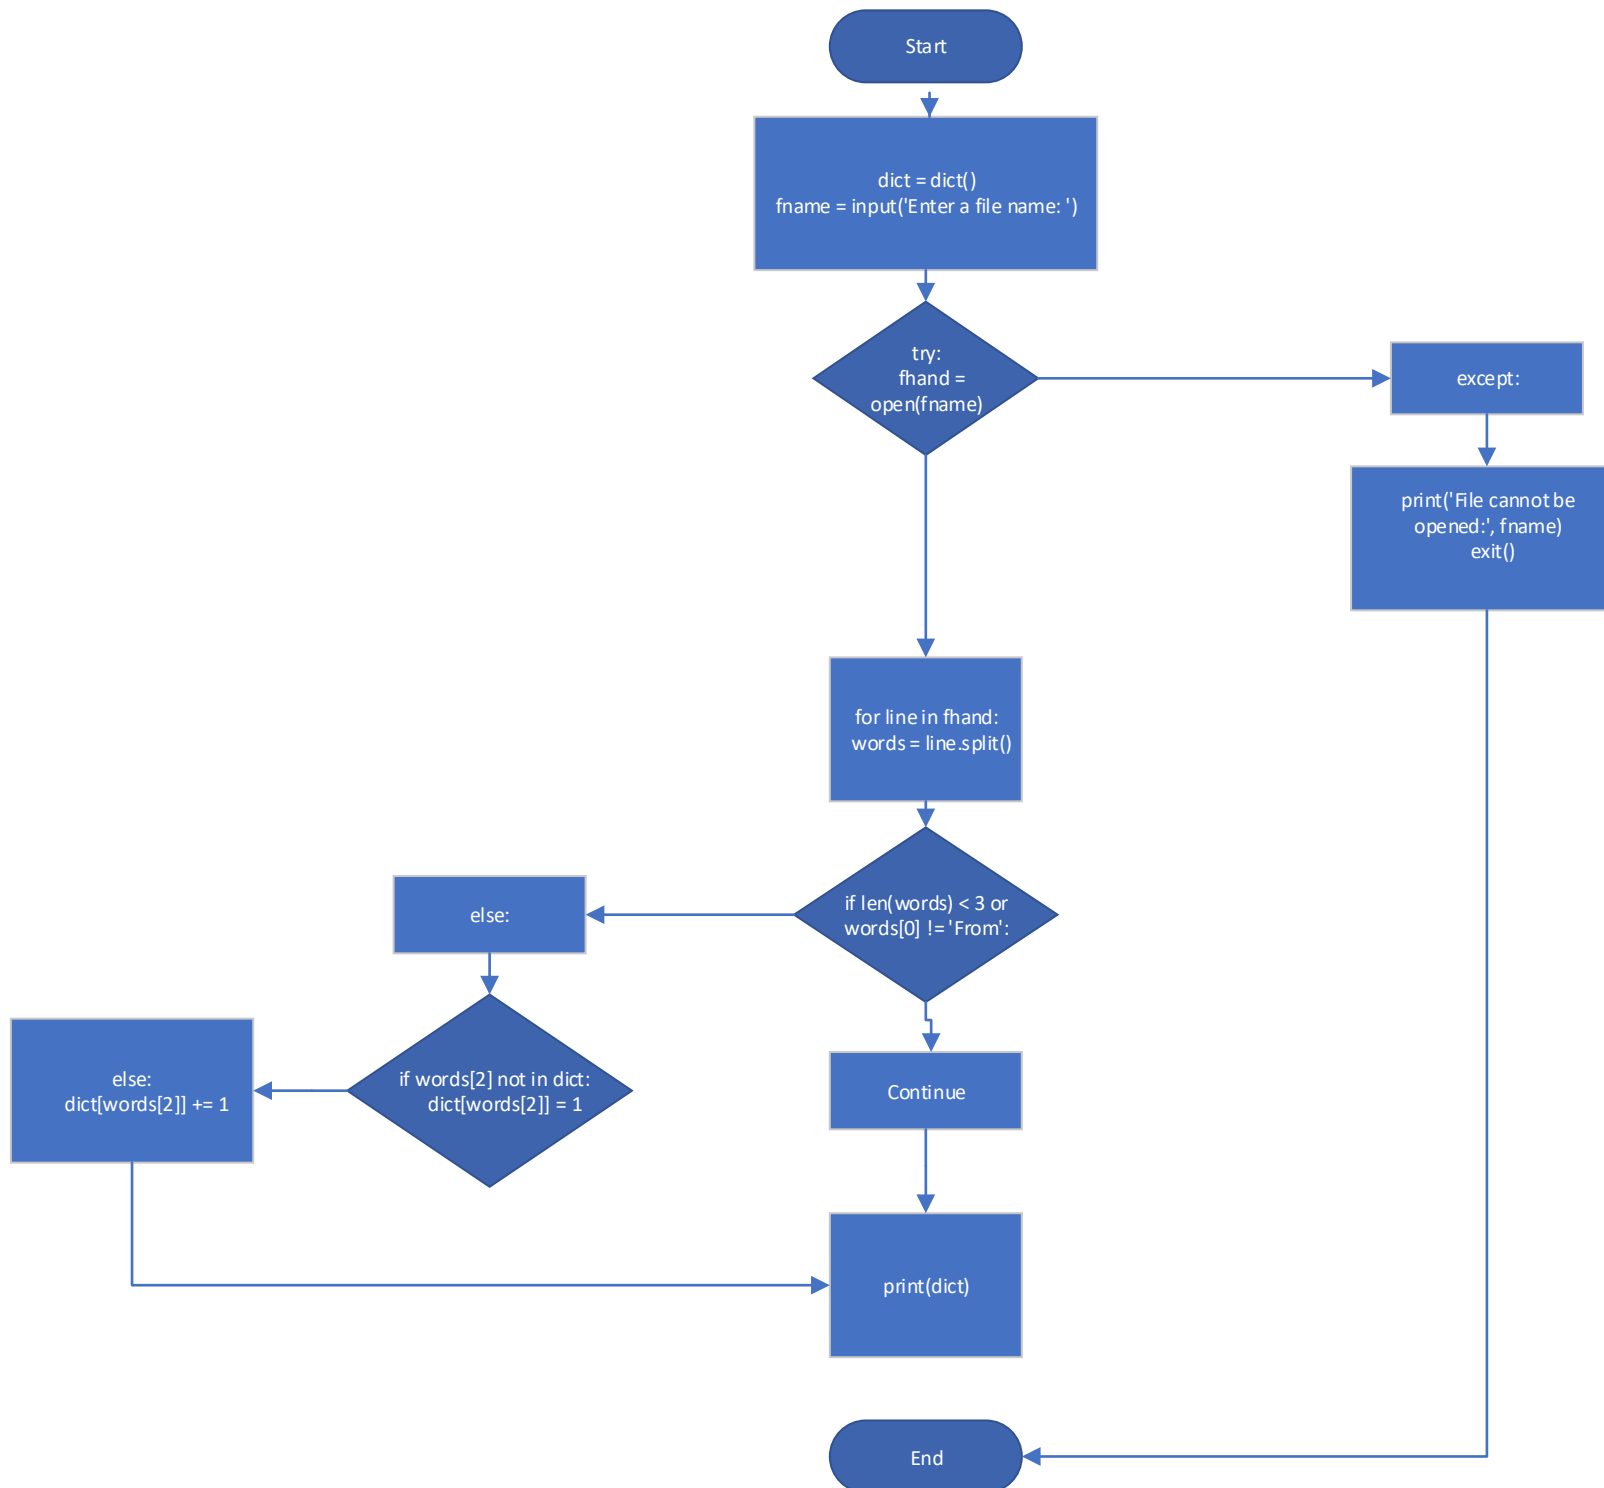 Start
dict = dict()
fname = input('Enter a file name: ')
try:
fhand =
open(fname)
except:
print('File cannot be
opened:', fname)
exit()
for line in fhand:
words = line.split()
if len(words) < 3 or
words[0] != 'From':
else:
if words[2] not in dict:
dict[words[2]] = 1
else:
dict[words[2]] += 1
Continue
print(dict)
End